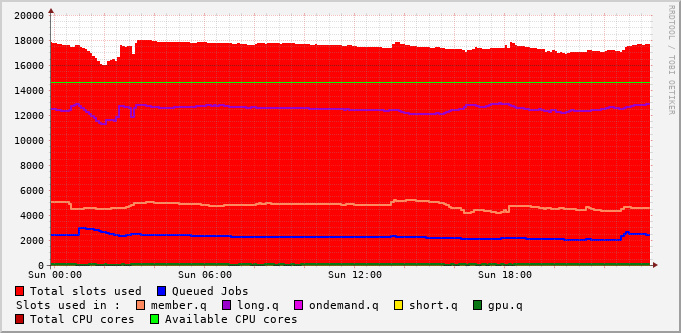 20000
18000
16000
14000
12000
10000
8000
6000
4000
2000
0
Sun 00:00 Sun 06:00 Sun 12:00 Sun 18:00
Total slots used Queued Jobs
Slots used in : member.q long.q ondemand.q short.q gpu.q
Total CPU cores Available CPU cores
RRDTOOL / TOBI OETIKER